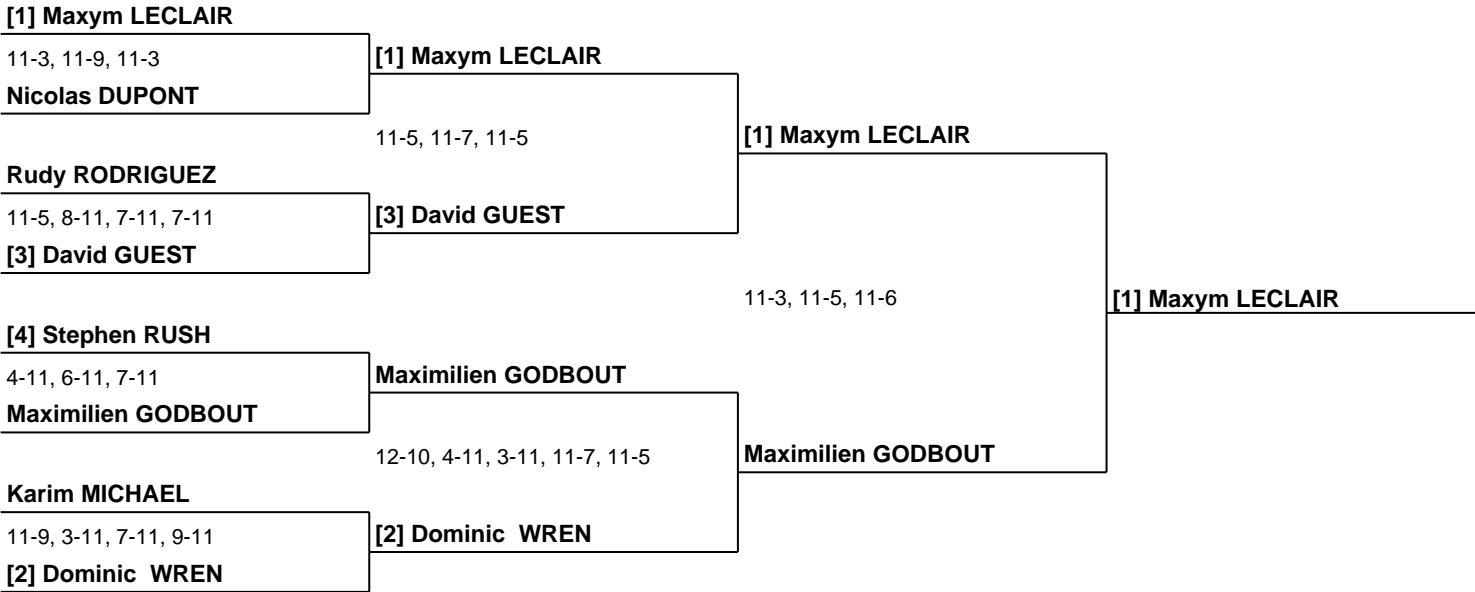 [1] Maxym LECLAIR
11-3, 11-9, 11-3
[1] Maxym LECLAIR
Nicolas DUPONT
11-5, 11-7, 11-5
[1] Maxym LECLAIR
Rudy RODRIGUEZ
11-5, 8-11, 7-11, 7-11
[3] David GUEST
[3] David GUEST
11-3, 11-5, 11-6
[1] Maxym LECLAIR
[4] Stephen RUSH
4-11, 6-11, 7-11
Maximilien GODBOUT
Maximilien GODBOUT
12-10, 4-11, 3-11, 11-7, 11-5
Maximilien GODBOUT
Karim MICHAEL
11-9, 3-11, 7-11, 9-11
[2] Dominic  WREN
[2] Dominic  WREN